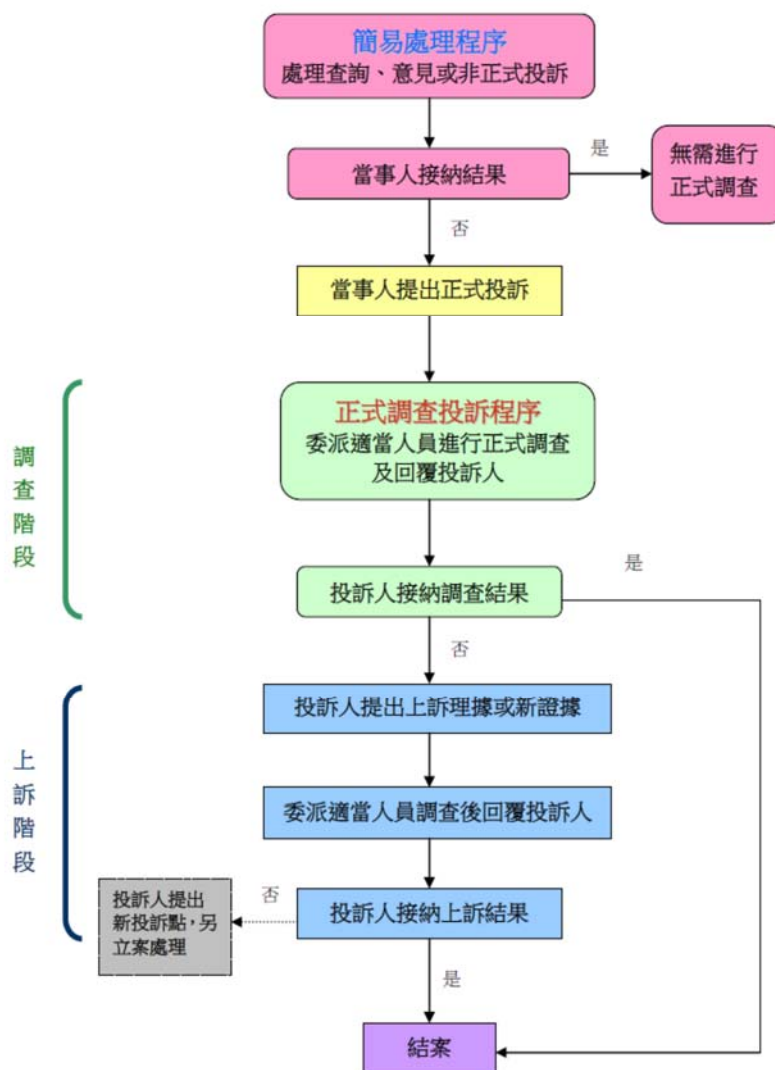 簡易處理程序
處理查詢、意見或非正式投訴
當事人接納結果
是
無需進行
正式調查
否
當事人提出正式投訴
調查階段
正式調查投訴程序
委派適當人員進行正式調查
及回覆投訴人
投訴人接納調查結果
是
否
上訴階段
投訴人提出上訴理據或新證據
委派適當人員調查後回覆投訴人
投訴人接納上訴結果
否
投訴人提出
新投訴點，另
立案處理
是
結案